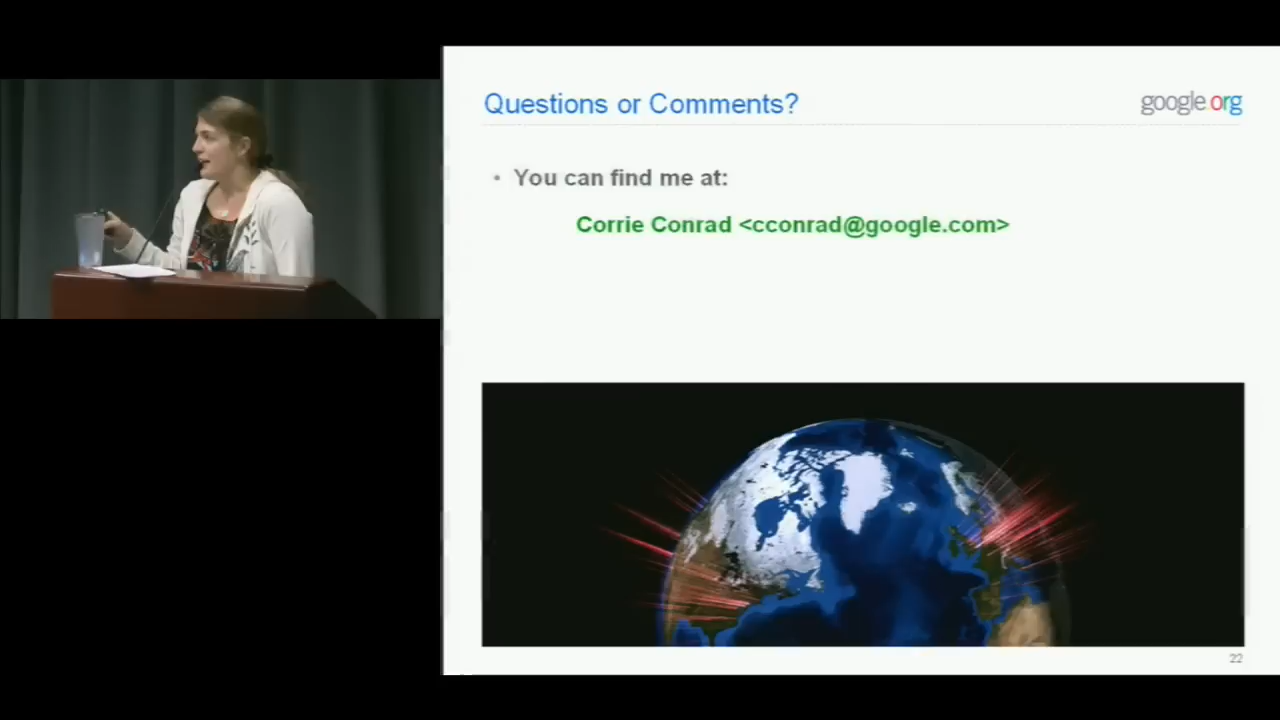 Questions or Comments?
google.org
• You can find me at:
Corrie Conrad <cconrad@google.com>
22